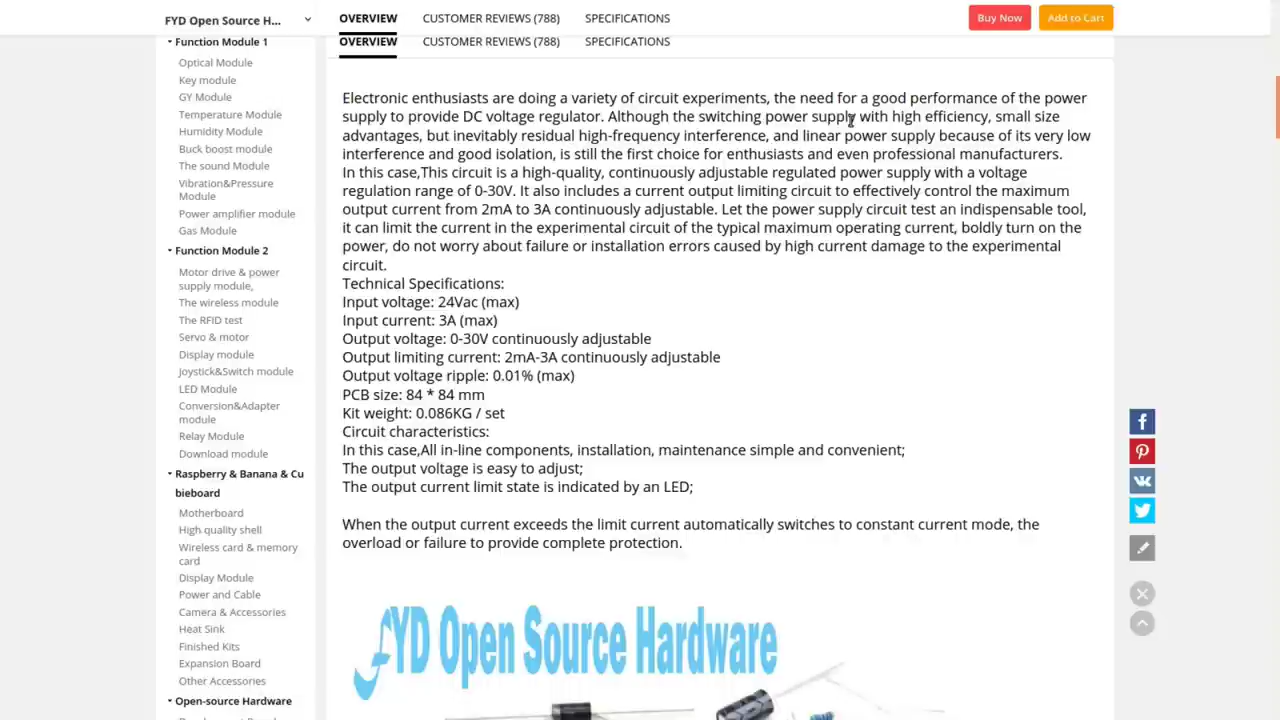 FYD Open Source H...
OVERVIEW
CUSTOMER REVIEWS (788)
SPECIFICATIONS
Buy Now
Add to Cart
OVERVIEW
CUSTOMER REVIEWS (788)
SPECIFICATIONS
Function Module 1
Optical Module
Key module
GY Module
Temperature Module
Humidity Module
Buck boost module
The sound Module
Vibration&Pressure
Module
Power amplifier module
Gas Module
Function Module 2
Motor drive & power
supply module,
The wireless module
The RFID test
Servo & motor
Display module
Joystick&Switch module
LED Module
Conversion&Adapter
module
Relay Module
Download module
Raspberry & Banana & Cu
bieboard
Motherboard
High quality shell
Wireless card & memory
card
Display Module
Power and Cable
Camera & Accessories
Heat Sink
Finished Kits
Expansion Board
Other Accessories
Open-source Hardware
Electronic enthusiasts are doing a variety of circuit experiments, the need for a good performance of the power
supply to provide DC voltage regulator. Although the switching power supply with high efficiency, small size
advantages, but inevitably residual high-frequency interference, and linear power supply because of its very low
interference and good isolation, is still the first choice for enthusiasts and even professional manufacturers.
In this case,This circuit is a high-quality, continuously adjustable regulated power supply with a voltage
regulation range of 0-30V. It also includes a current output limiting circuit to effectively control the maximum
output current from 2mA to 3A continuously adjustable. Let the power supply circuit test an indispensable tool,
it can limit the current in the experimental circuit of the typical maximum operating current, boldly turn on the
power, do not worry about failure or installation errors caused by high current damage to the experimental
circuit.
Technical Specifications:
Input voltage: 24Vac (max)
Input current: 3A (max)
Output voltage: 0-30V continuously adjustable
Output limiting current: 2mA-3A continuously adjustable
Output voltage ripple: 0.01% (max)
PCB size: 84 * 84 mm
Kit weight: 0.086KG / set
Circuit characteristics:
In this case,All in-line components, installation, maintenance simple and convenient;
The output voltage is easy to adjust;
The output current limit state is indicated by an LED;
When the output current exceeds the limit current automatically switches to constant current mode, the
overload or failure to provide complete protection.
FYD Open Source Hardware